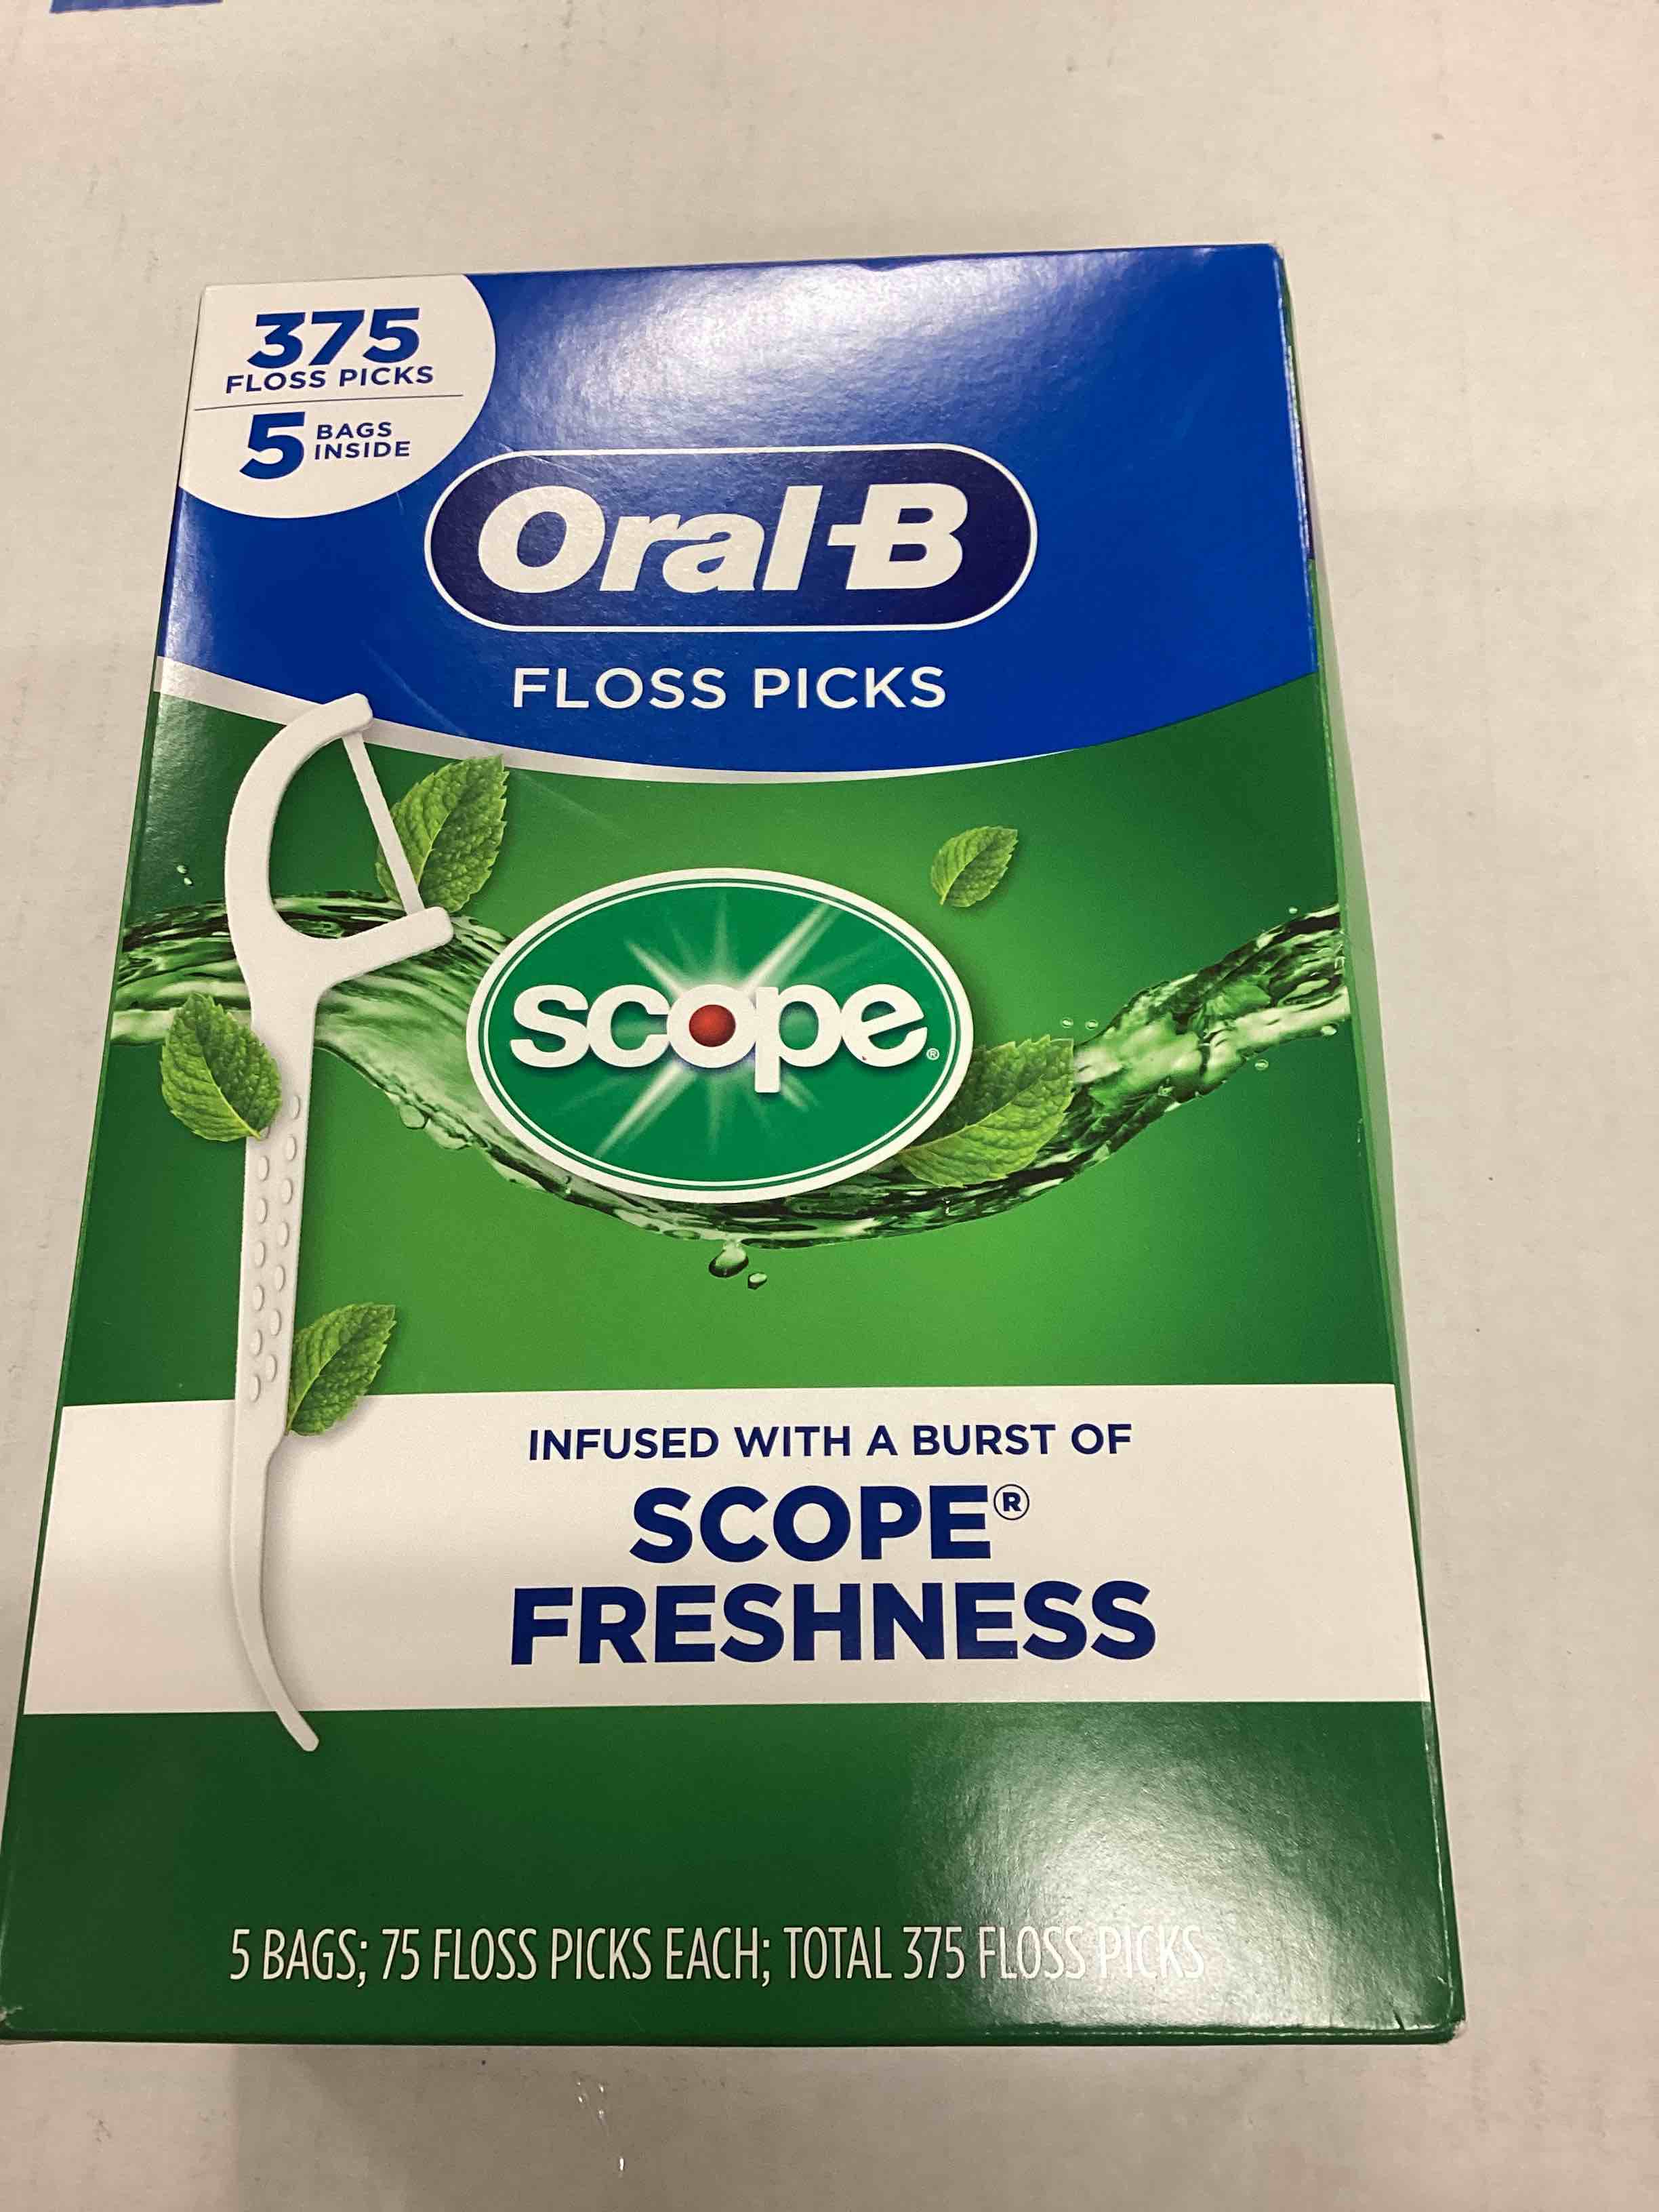 375
FLOSS PICKS
5 BAGS
INSIDE
Oral-B
FLOSS PICKS
scope®
INFUSED WITH A BURST OF
SCOPE®
FRESHNESS
5 BAGS; 75 FLOSS PICKS EACH; TOTAL 375 FLOSS PICKS